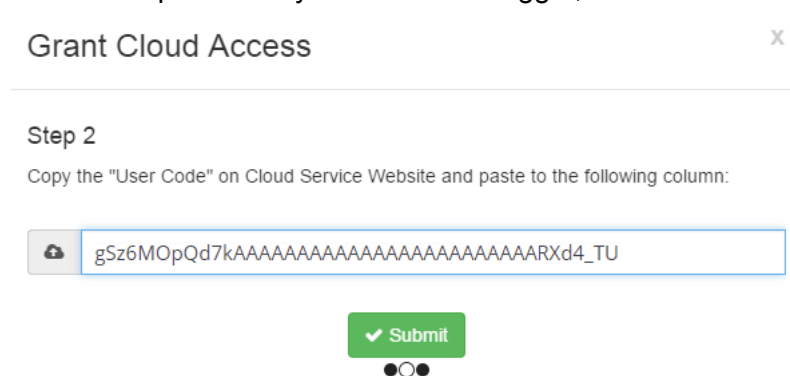 Grant Cloud Access
X
Step 2
Copy the "User Code" on Cloud Service Website and paste to the following column:
gSz6MOpQd7kAAAAAAAAAAAAAAAAAAAAAAAARXd4_TU
Submit